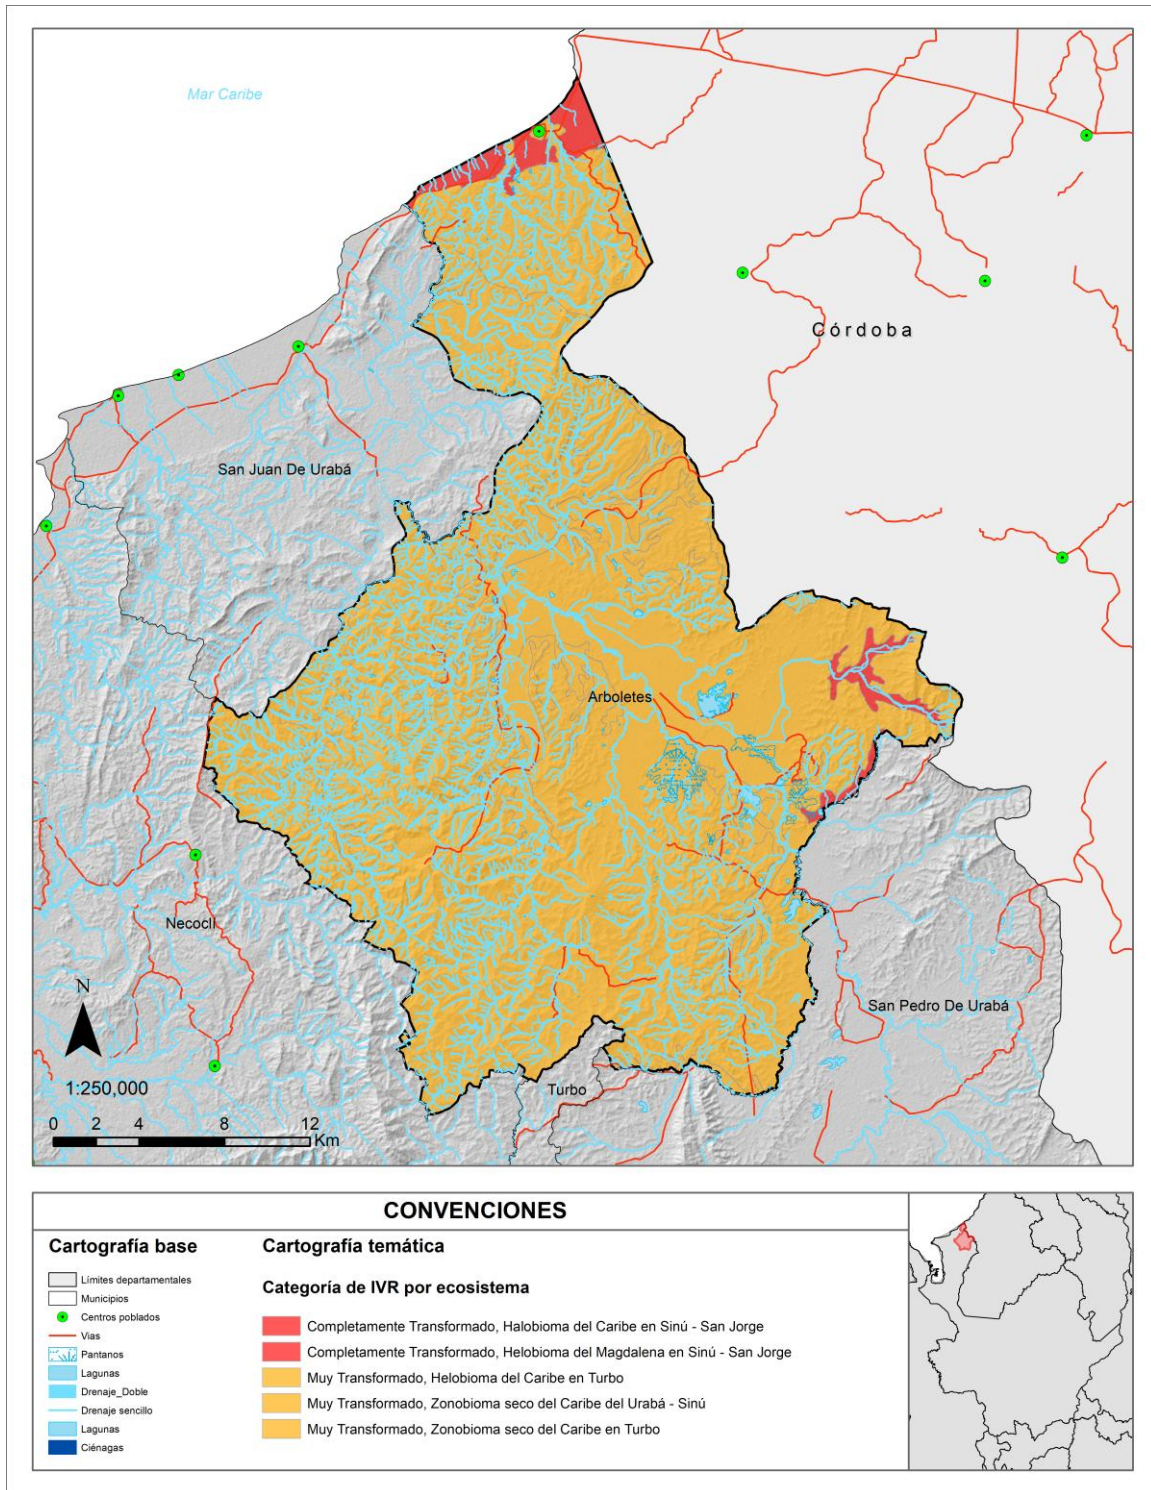 Mar Caribe
Córdoba
San Juan De Urabá
Arboletes
Necoclí
San Pedro De Urabá
N
1:250,000
Turbo
0 2 4 8 12
Km
CONVENCIONES
Cartografía base
Límites departamentales
Municipios
Centros poblados
Vias
Pantanos
Lagunas
Drenaje_Doble
Drenaje sencillo
Lagunas
Ciénagas
Cartografía temática
Categoría de IVR por ecosistema
Completamente Transformado, Halobioma del Caribe en Sinú - San Jorge
Completamente Transformado, Helobioma del Magdalena en Sinú - San Jorge
Muy Transformado, Helobioma del Caribe en Turbo
Muy Transformado, Zonobioma seco del Caribe del Urabá - Sinú
Muy Transformado, Zonobioma seco del Caribe en Turbo